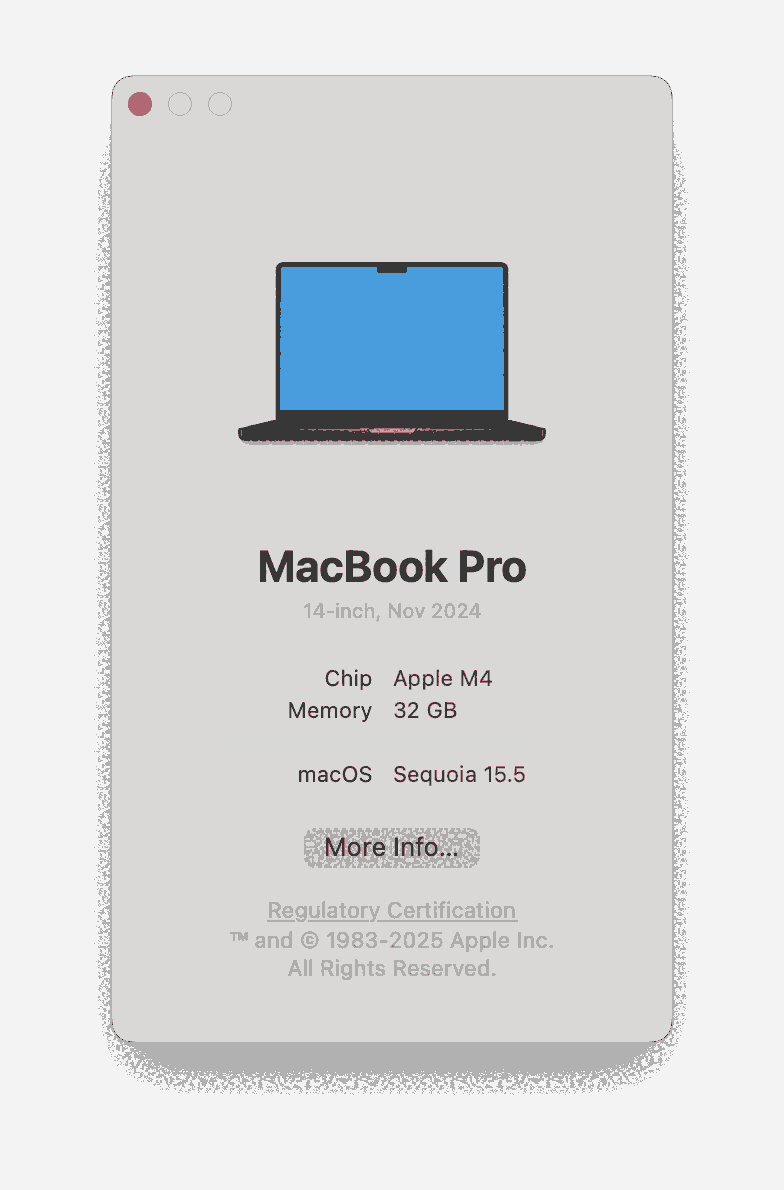 MacBook Pro
14-inch, Nov 2024
Chip Apple M4
Memory 32 GB
macOS Sequoia 15.5
More Info...
Regulatory Certification
™ and © 1983-2025 Apple Inc.
All Rights Reserved.